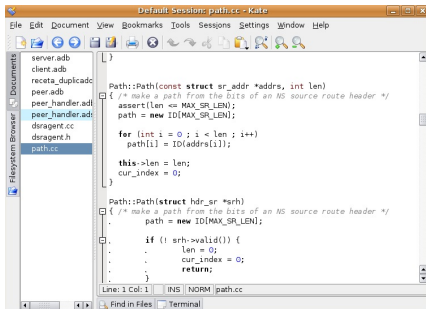 Default Session: path.cc - Kate
File Edit Document View Bookmarks Tools Sessions Settings Window Help
Documents
Filesystem Browser
server.adb
client.adb
receta_duplicado
peer.adb
peer_handler.adb
peer_handler.ads
dsragent.cc
dsragent.h
path.cc
}
Path::Path(const struct sr_addr *addrs, int len)
{ /* make a path from the bits of an NS source route header */
assert(len <= MAX_SR_LEN);
path = new ID[MAX_SR_LEN];
for (int i = 0 ; i < len ; i++)
path[i] = ID(addrs[i]);
this->len = len;
cur_index = 0;
}
Path::Path(struct hdr_sr *srh)
{ /* make a path from the bits of an NS source route header */
. path = new ID[MAX_SR_LEN];
. if (! srh->valid()) {
. . len = 0;
. . cur_index = 0;
. . return;
. }
Line: 1 Col: 1 INS NORM path.cc
Find in Files Terminal